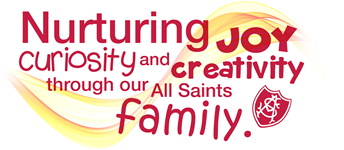 Nurturing JOY
curiosity and creativity
through our All Saints
family.